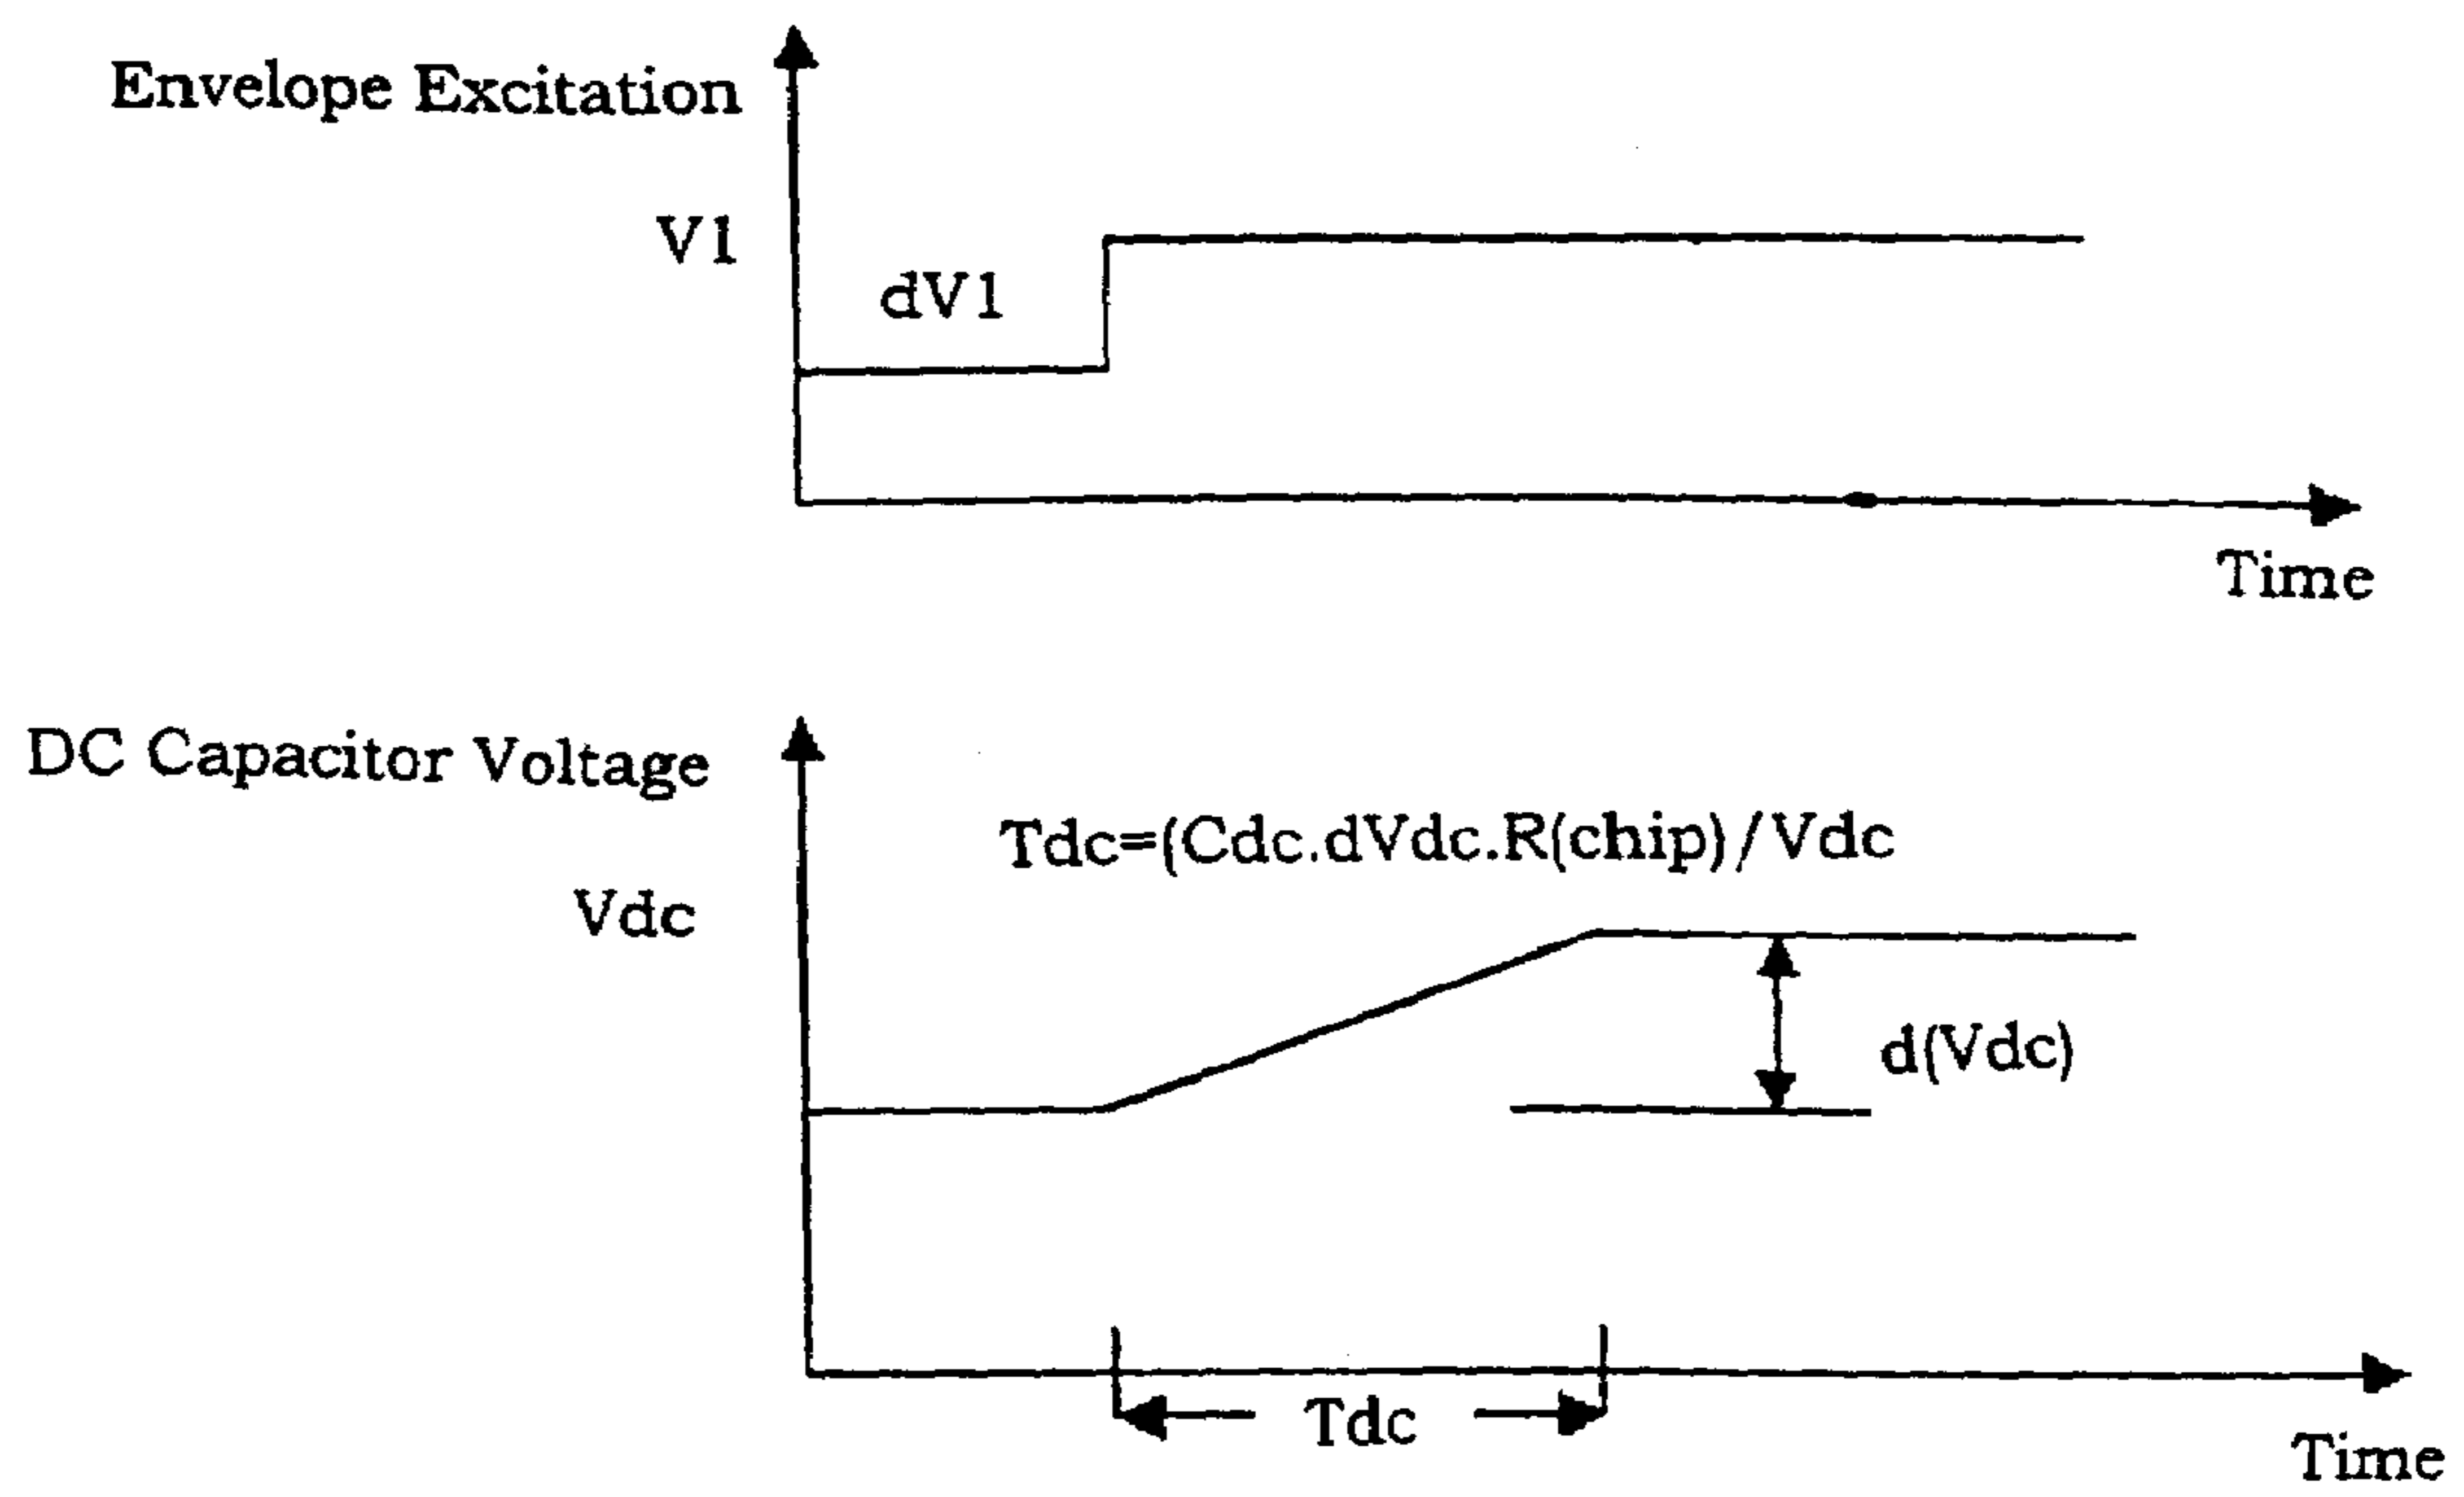 Envelope Excitation
V1
dV1
Time
DC Capacitor Voltage
Tdc=(Cdc.dVdc.R(chip)/Vdc
Vdc
d(Vdc)
Tdc
Time